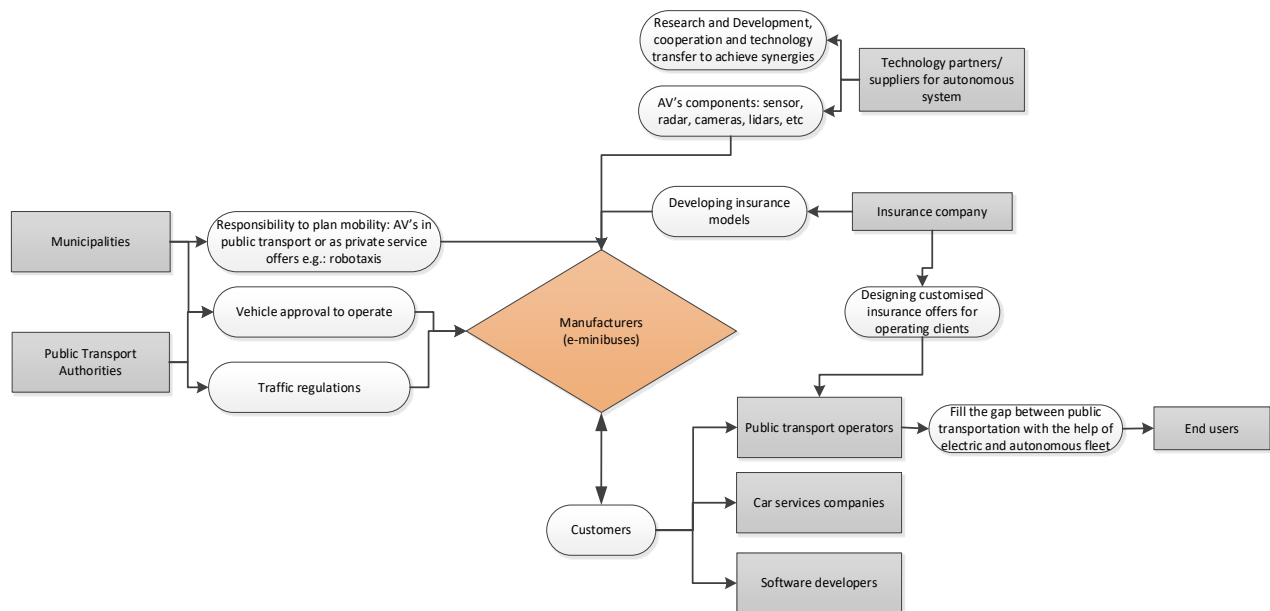 Research and Development,
cooperation and technology
transfer to achieve synergies
Technology partners/
suppliers for autonomous
system
AV's components: sensor,
radar, cameras, lidars, etc
Developing insurance
models
Insurance company
Municipalities
Responsibility to plan mobility: AV's in
public transport or as private service
offers e.g.: robotaxis
Designing customised
insurance offers for
operating clients
Vehicle approval to operate
Manufacturers
(e-minibuses)
Public Transport
Authorities
Traffic regulations
Public transport operators
Fill the gap between public
transportation with the help of
electric and autonomous fleet
End users
Car services companies
Customers
Software developers